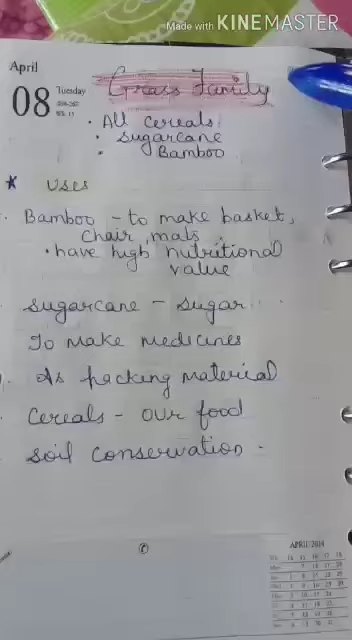 Made with KINEMASTER
April
08
Tuesday
WK 15
Grass Family
• All cereals
• Sugarcane
• Bamboo
* uses
Bamboo - to make basket,
chair, mats.
• have high nutritional
value
Sugarcane - sugar
To make medicines
As packing material
Cereals - our food
Soil conservation -
APRIL 2014